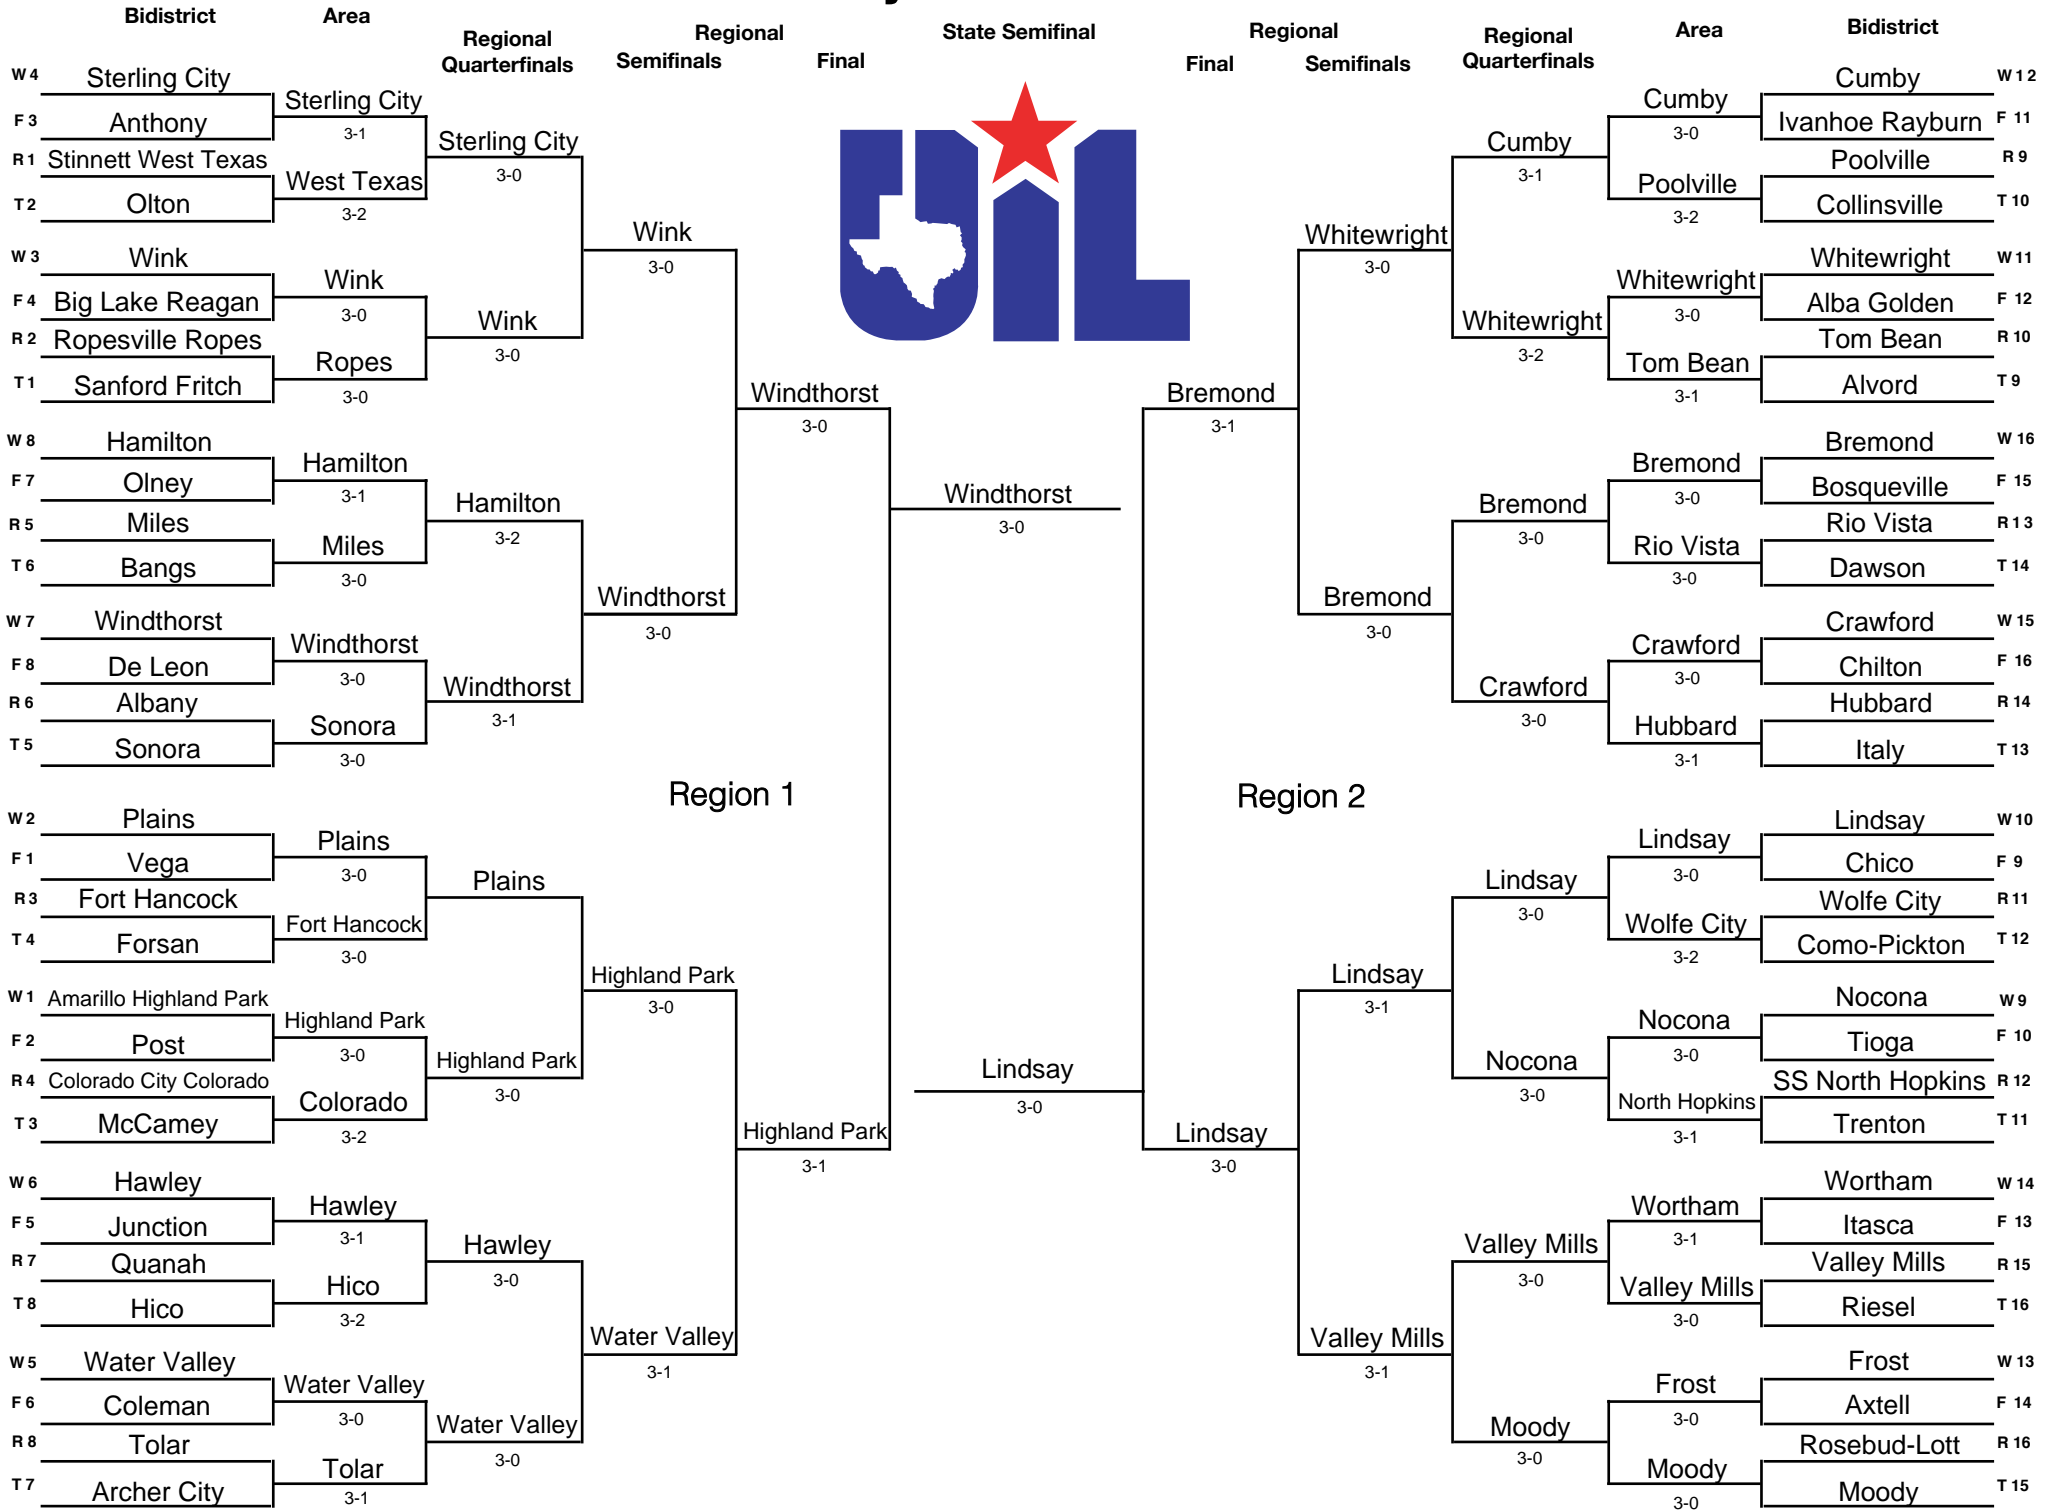 Bidistrict
Area
Regional
Quarterfinals
Regional
Semifinals
Final
State Semifinal
Regional
Final
Semifinals
Regional
Quarterfinals
Area
Bidistrict
W 4 Sterling City
F 3 Anthony
R 1 Stinnett West Texas
T 2 Olton
W 3 Wink
F 4 Big Lake Reagan
R 2 Ropesville Ropes
T 1 Sanford Fritch
W 8 Hamilton
F 7 Olney
R 5 Miles
T 6 Bangs
W 7 Windthorst
F 8 De Leon
R 6 Albany
T 5 Sonora
W 2 Plains
F 1 Vega
R 3 Fort Hancock
T 4 Forsan
W 1 Amarillo Highland Park
F 2 Post
R 4 Colorado City Colorado
T 3 McCamey
W 6 Hawley
F 5 Junction
R 7 Quanah
T 8 Hico
W 5 Water Valley
F 6 Coleman
R 8 Tolar
T 7 Archer City
Sterling City
3-1
West Texas
3-2
Wink
3-0
Ropes
3-0
Hamilton
3-1
Miles
3-0
Windthorst
3-0
Sonora
3-0
Plains
3-0
Fort Hancock
3-0
Highland Park
3-0
Colorado
3-2
Hawley
3-1
Hico
3-2
Water Valley
3-0
Tolar
3-1
Sterling City
3-0
Wink
3-0
Hamilton
3-2
Windthorst
3-1
Plains
Highland Park
3-0
Hawley
3-0
Water Valley
3-0
Wink
3-0
Windthorst
3-0
Highland Park
3-0
Water Valley
3-1
Windthorst
3-0
Highland Park
3-1
Region 1
UIL
Windthorst
3-0
Lindsay
3-0
Region 2
Bremond
3-1
Lindsay
3-0
Whitewright
3-0
Bremond
3-0
Lindsay
3-1
Valley Mills
3-1
Cumby
3-1
Whitewright
3-2
Bremond
3-0
Crawford
3-0
Lindsay
3-0
Nocona
3-0
Valley Mills
3-0
Moody
3-0
Cumby
3-0
Poolville
3-2
Whitewright
3-0
Tom Bean
3-1
Bremond
3-0
Rio Vista
3-0
Crawford
3-0
Hubbard
3-1
Lindsay
3-0
Wolfe City
3-2
Nocona
3-0
North Hopkins
3-1
Wortham
3-1
Valley Mills
3-0
Frost
3-0
Moody
3-0
Cumby W 12
Ivanhoe Rayburn F 11
Poolville R 9
Collinsville T 10
Whitewright W 11
Alba Golden F 12
Tom Bean R 10
Alvord T 9
Bremond W 16
Bosqueville F 15
Rio Vista R 13
Dawson T 14
Crawford W 15
Chilton F 16
Hubbard R 14
Italy T 13
Lindsay W 10
Chico F 9
Wolfe City R 11
Como-Pickton T 12
Nocona W 9
Tioga F 10
SS North Hopkins R 12
Trenton T 11
Wortham W 14
Itasca F 13
Valley Mills R 15
Riesel T 16
Frost W 13
Axtell F 14
Rosebud-Lott R 16
Moody T 15